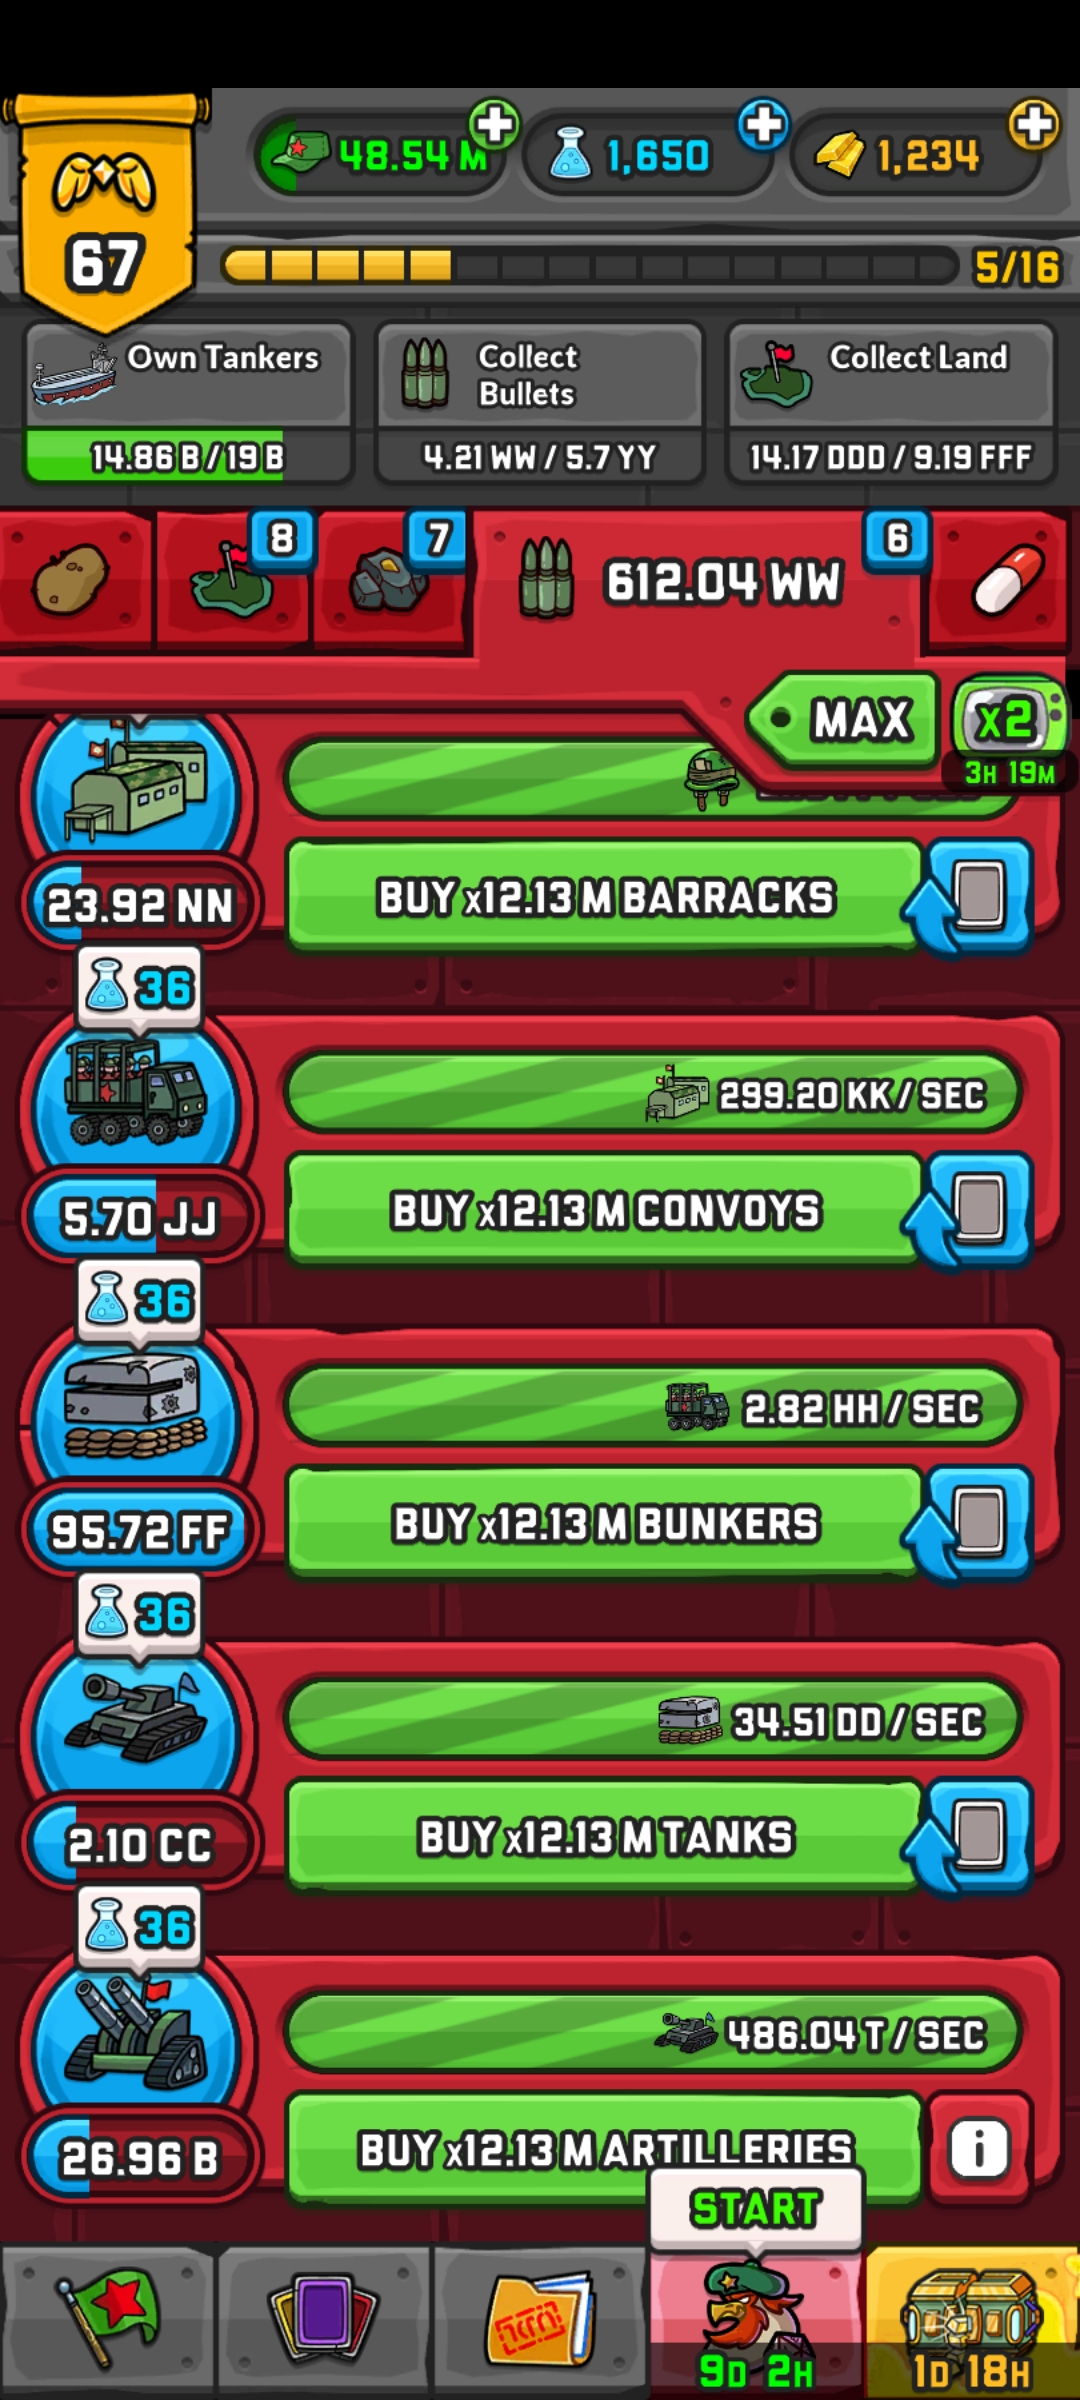 48.54 M
1,650
1,234
67
5/16
Own Tankers
14.86 B / 19 B
Collect
Bullets
4.21 WW / 5.7 YY
Collect Land
14.17 DDD / 9.19 FFF
8
7
612.04 WW
6
MAX
x2
3H 19M
23.92 NN
BUY x12.13 M BARRACKS
36
299.20 KK / SEC
5.70 JJ
BUY x12.13 M CONVOYS
36
2.82 HH / SEC
95.72 FF
BUY x12.13 M BUNKERS
36
34.51 DD / SEC
2.10 CC
BUY x12.13 M TANKS
36
486.04 T / SEC
26.96 B
BUY x12.13 M ARTILLERIES
i
START
9D 2H
1D 18H